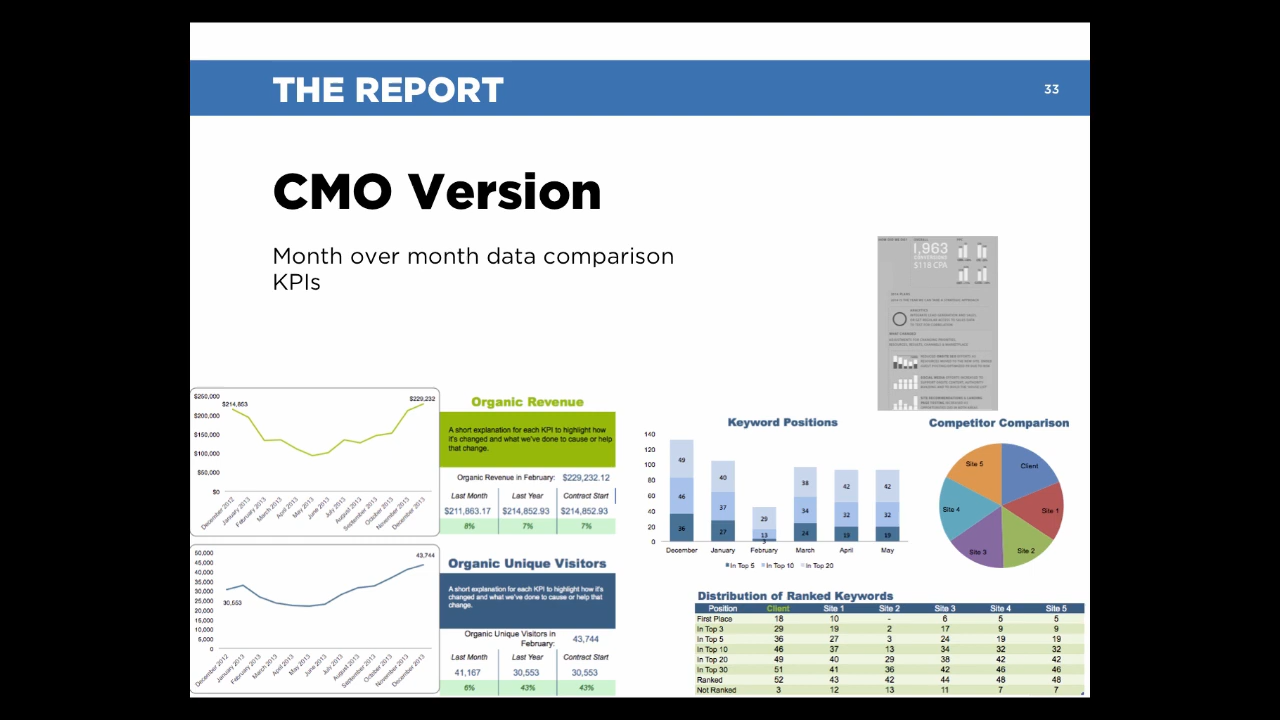 THE REPORT
33
CMO Version
Month over month data comparison
KPIs
1,963
CONVERSIONS
$118 CPA
$250,000
$200,000
$150,000
$100,000
$50,000
$0
$214,853
$229,232
December 2012
January 2013
February 2013
March 2013
April 2013
May 2013
June 2013
July 2013
August 2013
September 2013
October 2013
November 2013
December 2013
Organic Revenue
A short explanation for each KPI to highlight how
it's changed and what we've done to cause or help
that change.
Organic Revenue in February: $229,232.12
Last Month Last Year Contract Start
$211,863.17 $214,852.93 $214,852.93
8% 7% 7%
50,000
45,000
40,000
35,000
30,000
25,000
20,000
15,000
10,000
5,000
0
30,553
43,744
December 2012
January 2013
February 2013
March 2013
April 2013
May 2013
June 2013
July 2013
August 2013
September 2013
October 2013
November 2013
December 2013
Organic Unique Visitors
A short explanation for each KPI to highlight how it's
changed and what we've done to cause or help that
change.
Organic Unique Visitors in
February: 43,744
Last Month Last Year Contract Start
41,167 30,553 30,553
6% 43% 43%
Keyword Positions
140
120
100
80
60
40
20
0
49 46 36
40 37 27
29 13 3
38 34 24
42 32 19
42 32 19
December January February March April May
In Top 5 In Top 10 In Top 20
Competitor Comparison
Client
Site 1
Site 2
Site 3
Site 4
Site 5
Distribution of Ranked Keywords
Position Client Site 1 Site 2 Site 3 Site 4 Site 5
First Place 18 10 - 6 5 5
In Top 3 29 19 2 17 9 9
In Top 5 36 27 3 24 19 19
In Top 10 46 37 13 34 32 32
In Top 20 49 40 29 38 42 42
In Top 30 51 41 36 42 46 46
Ranked 52 43 42 44 48 48
Not Ranked 3 12 13 11 7 7